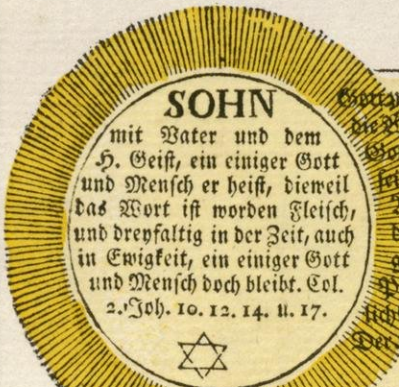 SOHN
mit Vater und dem
H. Geiſt, ein einiger Gott
und Menſch er heiſt, dieweil
das Wort iſt worden Fleiſch,
und dreyfaltig in der Zeit, auch
in Ewigkeit, ein einiger Gott
und Menſch doch bleibt. Col.
2. Joh. 10. 12. 14. u. 17.